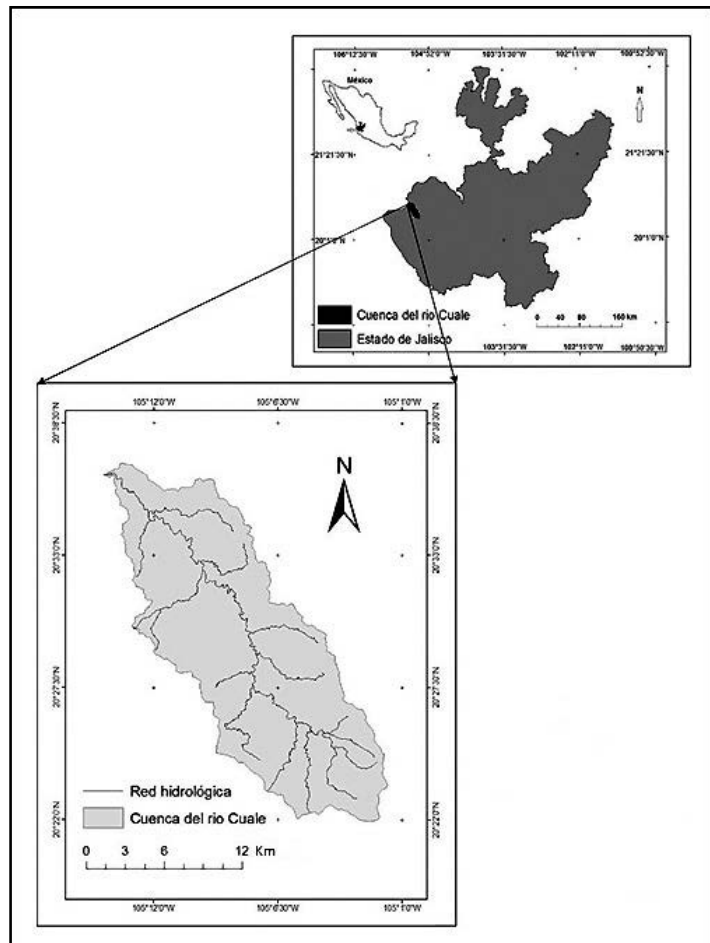 106°12'30"W 104°52'0"W 103°31'30"W 102°11'0"W 100°52'0"W
México
N
21°21'30"N 21°21'30"N
20°1'0"N 20°1'0"N
Cuenca del rio Cuale
Estado de Jalisco
0 40 80 160 km
103°31'30"W 102°11'0"W 100°50'30"W
105°12'0"W 105°6'30"W 105°1'0"W
20°38'30"N 20°38'30"N
N
20°33'0"N 20°33'0"N
20°27'30"N 20°27'30"N
20°22'0"N 20°22'0"N
Red hidrológica
Cuenca del rio Cuale
0 3 6 12 Km
105°12'0"W 105°6'30"W 105°1'0"W